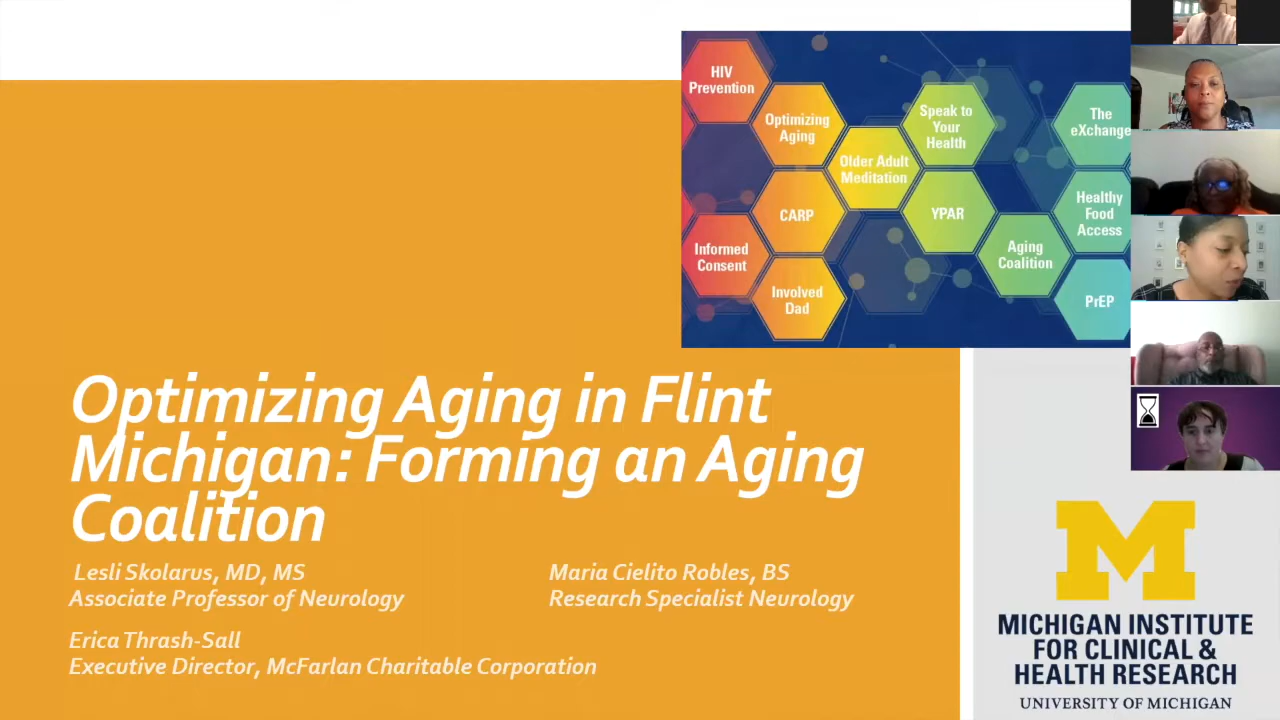 HIV
Prevention
Optimizing
Aging
Older Adult
Meditation
Speak to
Your
Health
The
eXchange
CARP
YPAR
Healthy
Food
Access
Informed
Consent
Involved
Dad
Aging
Coalition
PrEP
Optimizing Aging in Flint
Michigan: Forming an Aging
Coalition
Lesli Skolarus, MD, MS
Associate Professor of Neurology
Maria Cielito Robles, BS
Research Specialist Neurology
Erica Thrash-Sall
Executive Director, McFarlan Charitable Corporation
M
MICHIGAN INSTITUTE
FOR CLINICAL &
HEALTH RESEARCH
UNIVERSITY OF MICHIGAN